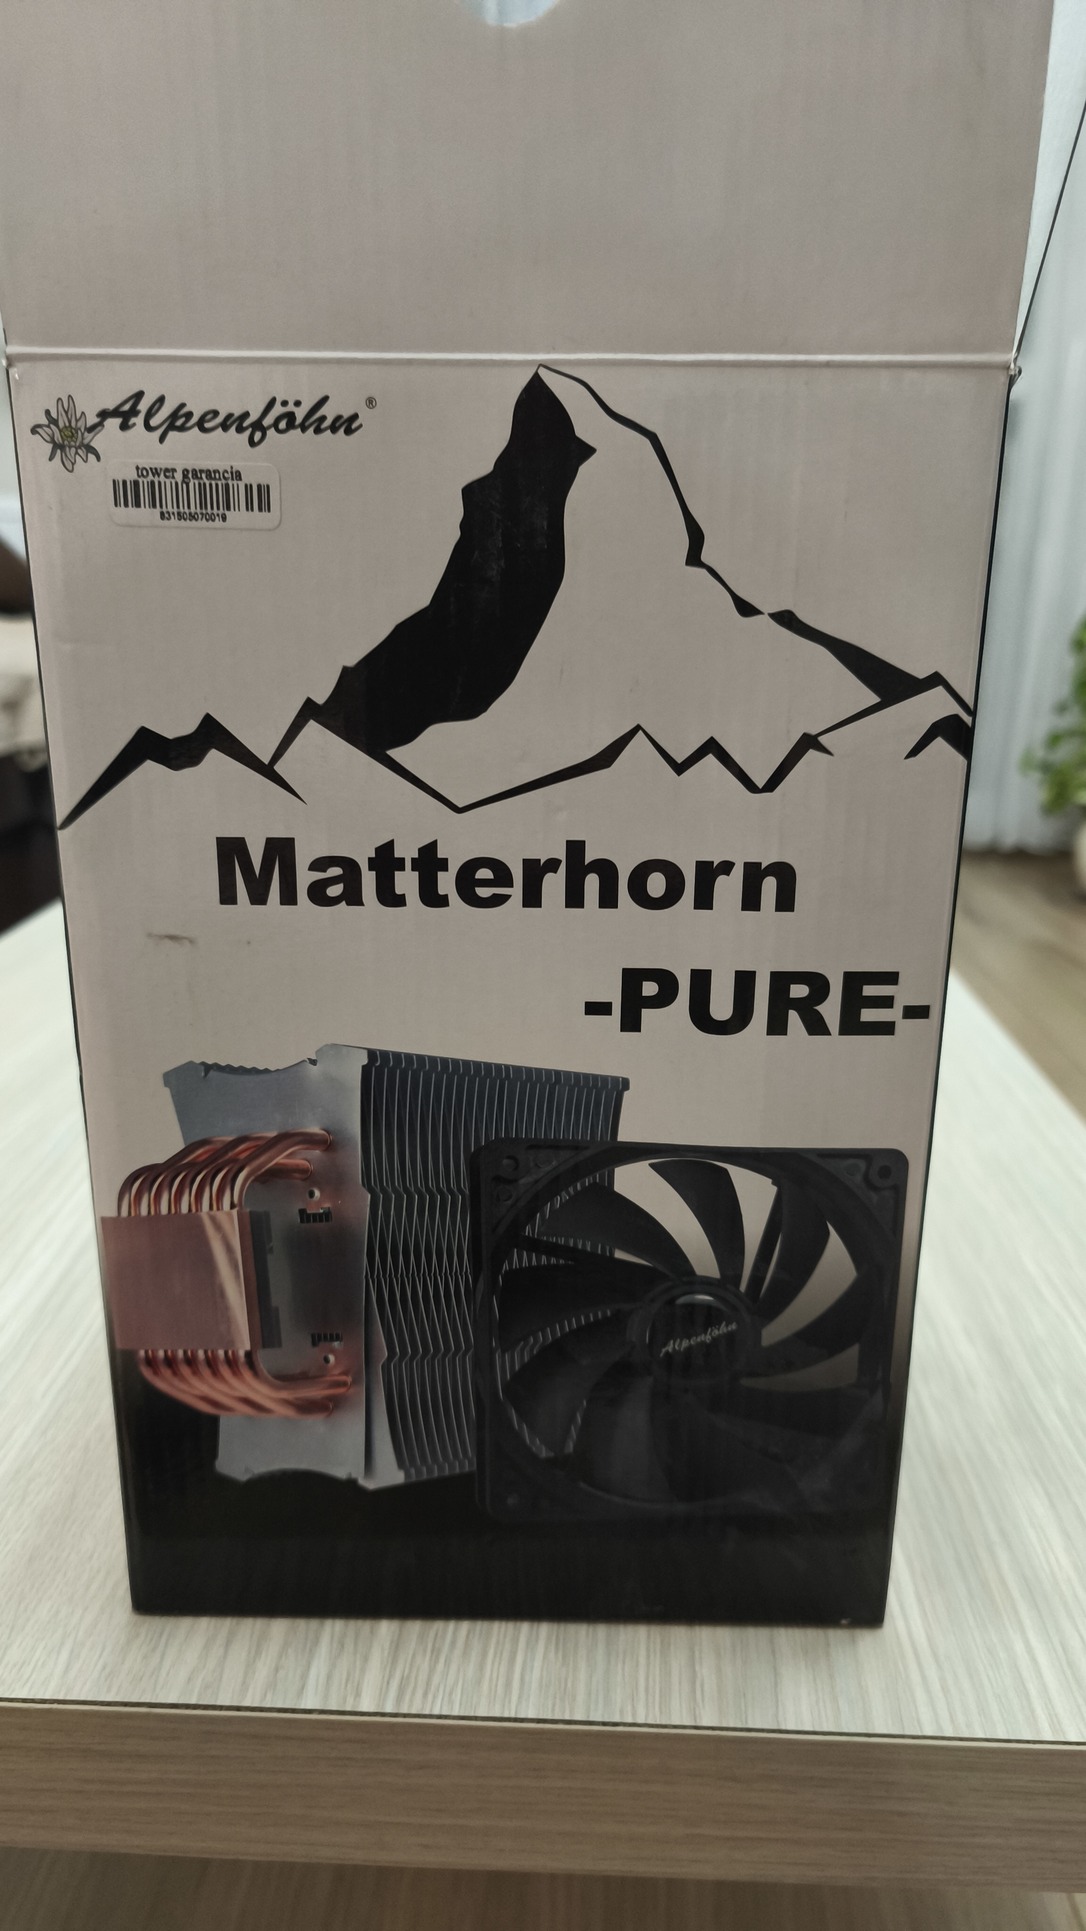 Alpenföhn®
tower garancia
831505070019
Matterhorn
-PURE-
Alpenföhn